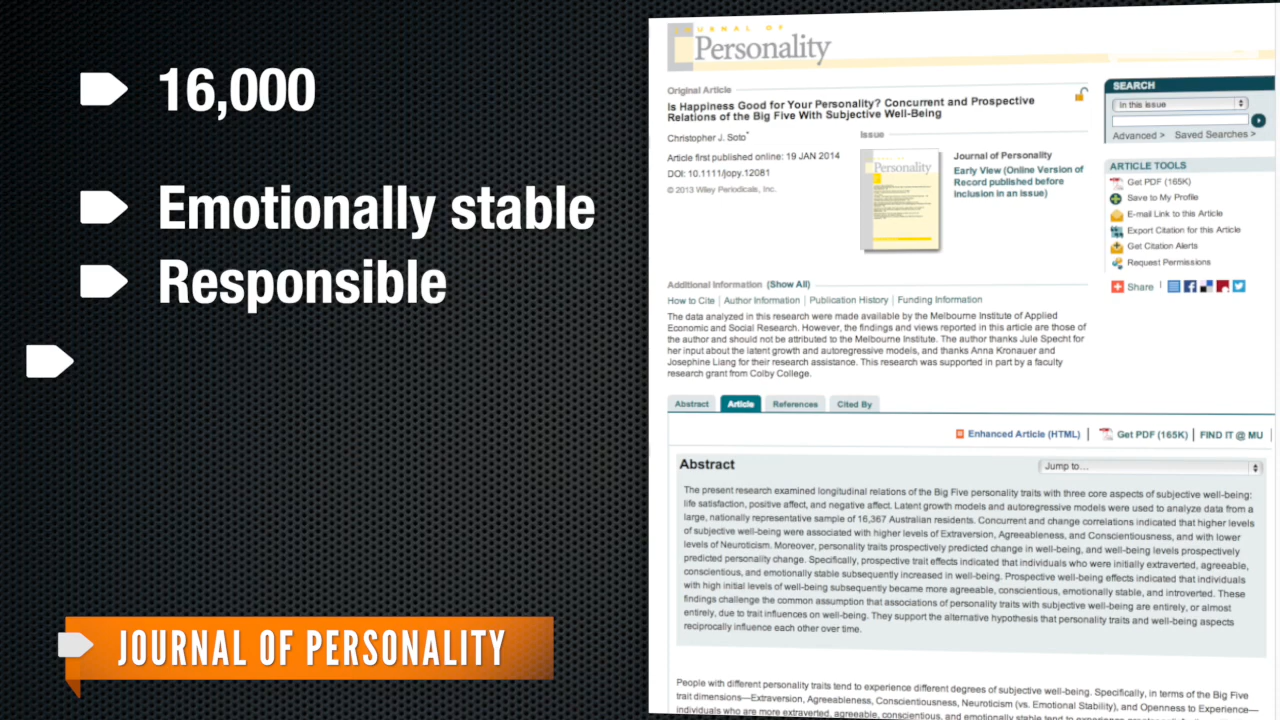 16,000
Emotionally stable
Responsible
JOURNAL OF PERSONALITY
JOURNAL OF
Personality
Original Article
Is Happiness Good for Your Personality? Concurrent and Prospective
Relations of the Big Five With Subjective Well-Being
Christopher J. Soto*
Article first published online: 19 JAN 2014
DOI: 10.1111/jopy.12081
© 2013 Wiley Periodicals, Inc.
Issue
Personality
Journal of Personality
Early View (Online Version of
Record published before
inclusion in an issue)
SEARCH
In this issue
Advanced > Saved Searches >
ARTICLE TOOLS
Get PDF (165K)
Save to My Profile
E-mail Link to this Article
Export Citation for this Article
Get Citation Alerts
Request Permissions
Share
Additional Information (Show All)
How to Cite | Author Information | Publication History | Funding Information
The data analyzed in this research were made available by the Melbourne Institute of Applied
Economic and Social Research. However, the findings and views reported in this article are those of
the author and should not be attributed to the Melbourne Institute. The author thanks Jule Specht for
her input about the latent growth and autoregressive models, and thanks Anna Kronauer and
Josephine Liang for their research assistance. This research was supported in part by a faculty
research grant from Colby College.
Abstract Article References Cited By
Enhanced Article (HTML) | Get PDF (165K) | FIND IT @ MU |
Abstract
Jump to...
The present research examined longitudinal relations of the Big Five personality traits with three core aspects of subjective well-being:
life satisfaction, positive affect, and negative affect. Latent growth models and autoregressive models were used to analyze data from a
large, nationally representative sample of 16,367 Australian residents. Concurrent and change correlations indicated that higher levels
of subjective well-being were associated with higher levels of Extraversion, Agreeableness, and Conscientiousness, and with lower
levels of Neuroticism. Moreover, personality traits prospectively predicted change in well-being, and well-being levels prospectively
predicted personality change. Specifically, prospective trait effects indicated that individuals who were initially extraverted, agreeable,
conscientious, and emotionally stable subsequently increased in well-being. Prospective well-being effects indicated that individuals
with high initial levels of well-being subsequently became more agreeable, conscientious, emotionally stable, and introverted. These
findings challenge the common assumption that associations of personality traits with subjective well-being are entirely, or almost
entirely, due to trait influences on well-being. They support the alternative hypothesis that personality traits and well-being aspects
reciprocally influence each other over time.
People with different personality traits tend to experience different degrees of subjective well-being. Specifically, in terms of the Big Five
trait dimensions—Extraversion, Agreeableness, Conscientiousness, Neuroticism (vs. Emotional Stability), and Openness to Experience—
individuals who are more extraverted, agreeable, conscientious, and emotionally stable tend to experience